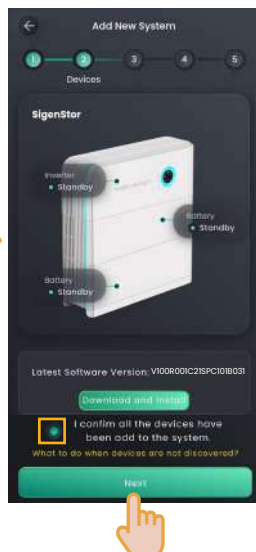 Add New System
1 2 3 4 5
Devices
SigenStor
Inverter
Standby
Battery
Standby
Battery
Standby
Latest Software Version: V100R001C21SPC101B031
Download and Install
I confim all the devices have
been add to the system.
What to do when devices are not discovered?
Next